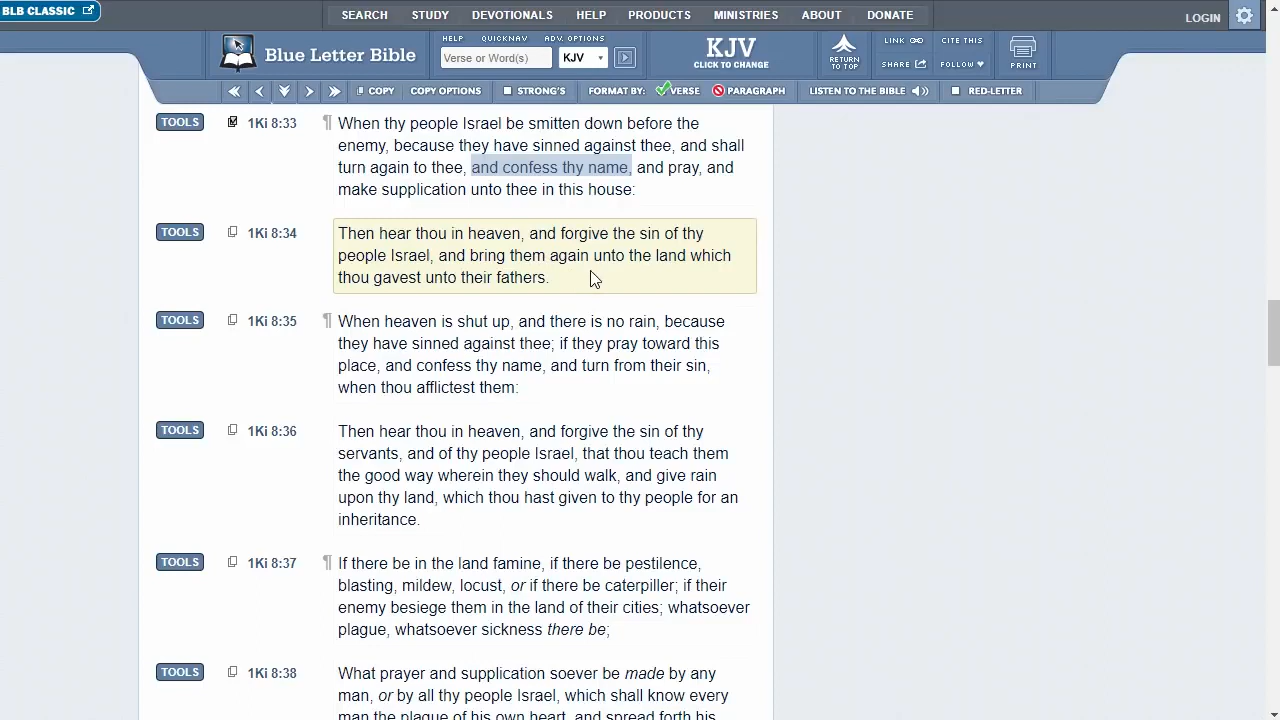 BLB CLASSIC
SEARCH STUDY DEVOTIONALS HELP PRODUCTS MINISTRIES ABOUT DONATE
LOGIN
Blue Letter Bible
HELP QUICKNAV ADV. OPTIONS
Verse or Word(s) KJV
KJV
CLICK TO CHANGE
RETURN
TO TOP
LINK CITE THIS
SHARE FOLLOW
PRINT
COPY COPY OPTIONS STRONG'S FORMAT BY: VERSE PARAGRAPH LISTEN TO THE BIBLE RED-LETTER
TOOLS 1Ki 8:33 ¶ When thy people Israel be smitten down before the
enemy, because they have sinned against thee, and shall
turn again to thee, and confess thy name, and pray, and
make supplication unto thee in this house:
TOOLS 1Ki 8:34 Then hear thou in heaven, and forgive the sin of thy
people Israel, and bring them again unto the land which
thou gavest unto their fathers.
TOOLS 1Ki 8:35 ¶ When heaven is shut up, and there is no rain, because
they have sinned against thee; if they pray toward this
place, and confess thy name, and turn from their sin,
when thou afflictest them:
TOOLS 1Ki 8:36 Then hear thou in heaven, and forgive the sin of thy
servants, and of thy people Israel, that thou teach them
the good way wherein they should walk, and give rain
upon thy land, which thou hast given to thy people for an
inheritance.
TOOLS 1Ki 8:37 ¶ If there be in the land famine, if there be pestilence,
blasting, mildew, locust, or if there be caterpiller; if their
enemy besiege them in the land of their cities; whatsoever
plague, whatsoever sickness there be;
TOOLS 1Ki 8:38 What prayer and supplication soever be made by any
man, or by all thy people Israel, which shall know every
man the plague of his own heart, and spread forth his